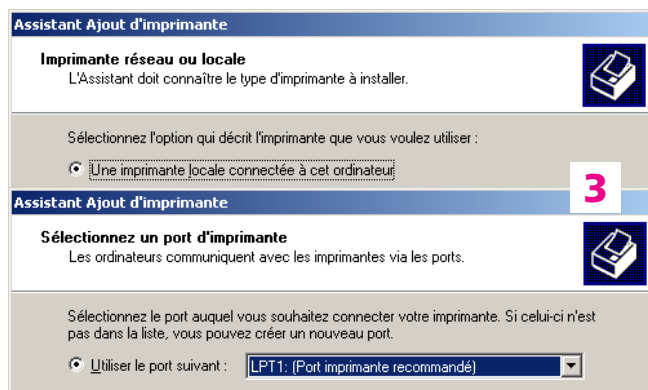 Assistant Ajout d'imprimante
Imprimante réseau ou locale
L'Assistant doit connaître le type d'imprimante à installer.
Sélectionnez l'option qui décrit l'imprimante que vous voulez utiliser :
Une imprimante locale connectée à cet ordinateur
3
Assistant Ajout d'imprimante
Sélectionnez un port d'imprimante
Les ordinateurs communiquent avec les imprimantes via les ports.
Sélectionnez le port auquel vous souhaitez connecter votre imprimante. Si celui-ci n'est
pas dans la liste, vous pouvez créer un nouveau port.
Utiliser le port suivant : LPT1: (Port imprimante recommandé)